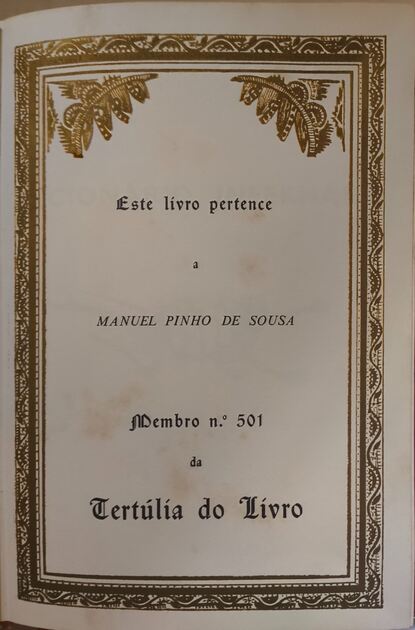 Este livro pertence
a
MANUEL PINHO DE SOUSA
Membro n.º 501
da
Tertúlia do Livro